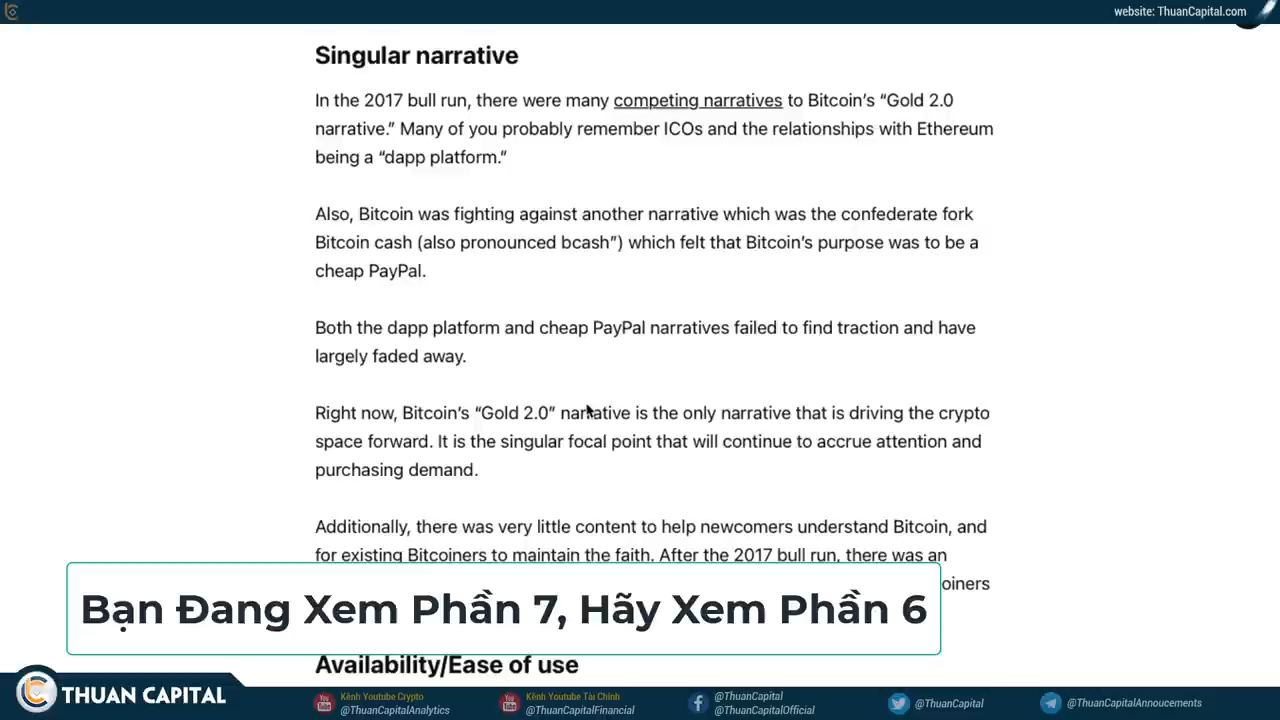 website: ThuanCapital.com
Singular narrative
In the 2017 bull run, there were many competing narratives to Bitcoin’s “Gold 2.0
narrative.” Many of you probably remember ICOs and the relationships with Ethereum
being a “dapp platform.”
Also, Bitcoin was fighting against another narrative which was the confederate fork
Bitcoin cash (also pronounced bcash”) which felt that Bitcoin’s purpose was to be a
cheap PayPal.
Both the dapp platform and cheap PayPal narratives failed to find traction and have
largely faded away.
Right now, Bitcoin’s “Gold 2.0” narrative is the only narrative that is driving the crypto
space forward. It is the singular focal point that will continue to accrue attention and
purchasing demand.
Additionally, there was very little content to help newcomers understand Bitcoin, and
for existing Bitcoiners to maintain the faith. After the 2017 bull run, there was an
oiners
Bạn Đang Xem Phần 7, Hãy Xem Phần 6
Availability/Ease of use
THUAN CAPITAL
Kênh Youtube Crypto
@ThuanCapitalAnalytics
Kênh Youtube Tài Chính
@ThuanCapitalFinancial
@ThuanCapital
@ThuanCapitalOfficial
@ThuanCapital
@ThuanCapitalAnnoucements